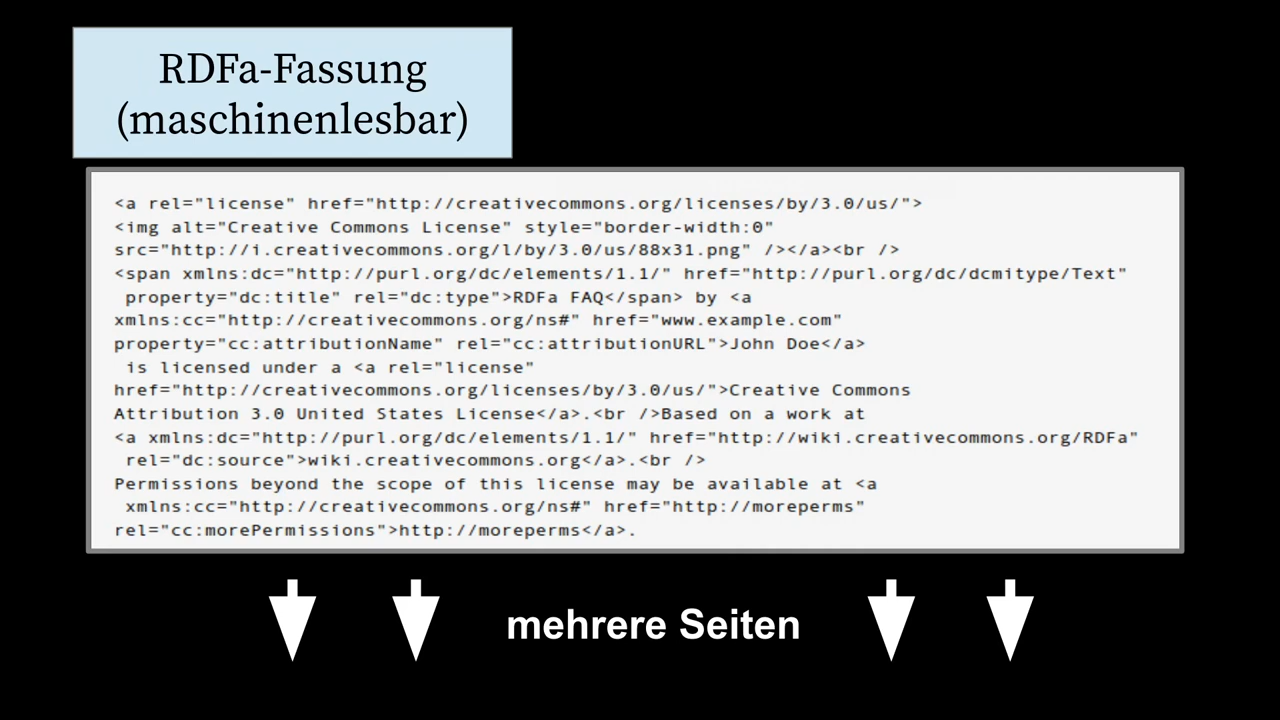 RDFa-Fassung
(maschinenlesbar)
<a rel="license" href="http://creativecommons.org/licenses/by/3.0/us/">
<img alt="Creative Commons License" style="border-width:0"
src="http://i.creativecommons.org/l/by/3.0/us/88x31.png" /></a><br />
<span xmlns:dc="http://purl.org/dc/elements/1.1/" href="http://purl.org/dc/dcmitype/Text"
property="dc:title" rel="dc:type">RDFa FAQ</span> by <a
xmlns:cc="http://creativecommons.org/ns#" href="www.example.com"
property="cc:attributionName" rel="cc:attributionURL">John Doe</a>
is licensed under a <a rel="license"
href="http://creativecommons.org/licenses/by/3.0/us/">Creative Commons
Attribution 3.0 United States License</a>.<br />Based on a work at
<a xmlns:dc="http://purl.org/dc/elements/1.1/" href="http://wiki.creativecommons.org/RDFa"
rel="dc:source">wiki.creativecommons.org</a>.<br />
Permissions beyond the scope of this license may be available at <a
xmlns:cc="http://creativecommons.org/ns#" href="http://moreperms"
rel="cc:morePermissions">http://moreperms</a>.
mehrere Seiten